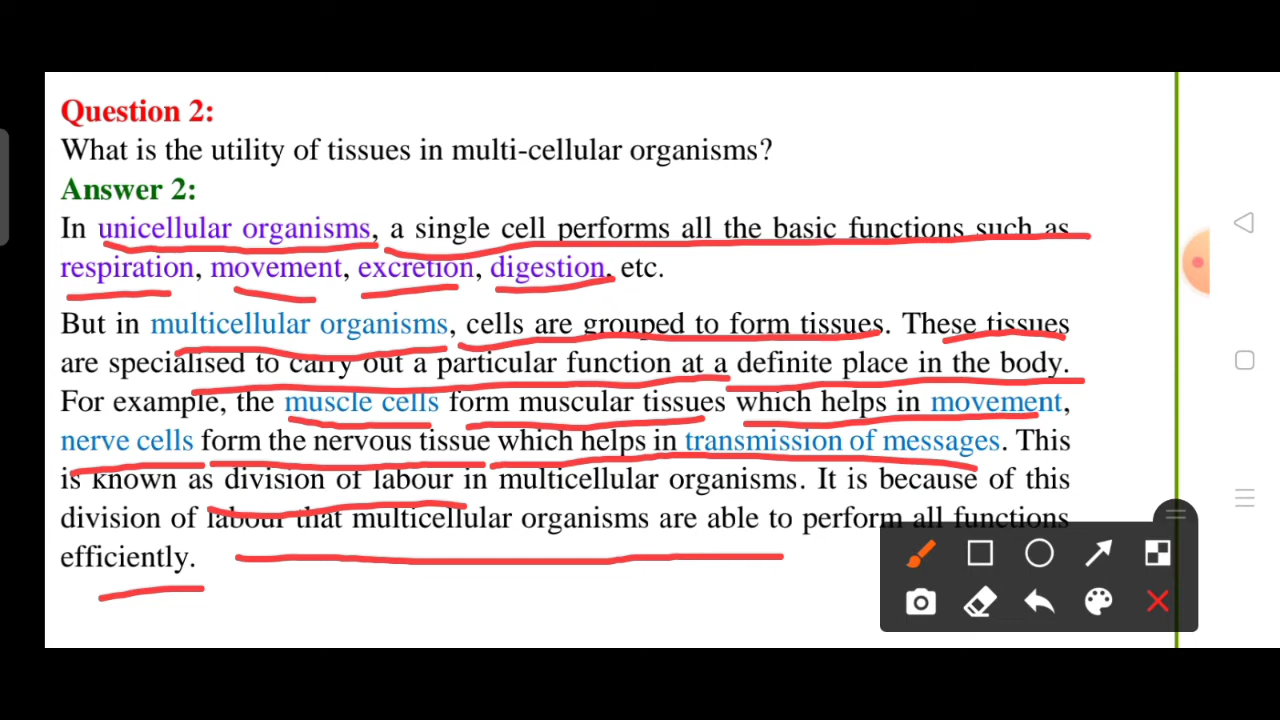 Question 2:
What is the utility of tissues in multi-cellular organisms?
Answer 2:
In unicellular organisms, a single cell performs all the basic functions such as
respiration, movement, excretion, digestion, etc.
But in multicellular organisms, cells are grouped to form tissues. These tissues
are specialised to carry out a particular function at a definite place in the body.
For example, the muscle cells form muscular tissues which helps in movement,
nerve cells form the nervous tissue which helps in transmission of messages. This
is known as division of labour in multicellular organisms. It is because of this
division of labour that multicellular organisms are able to perform all functions
efficiently.